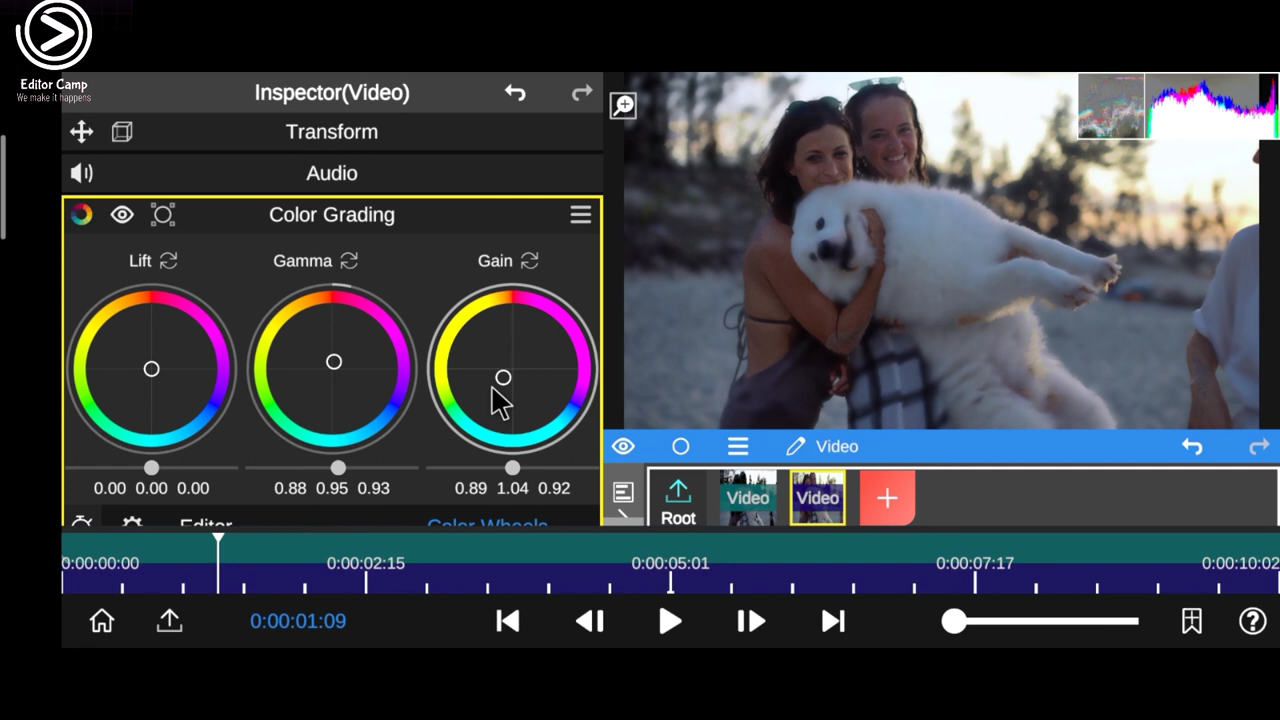 Editor Camp
We make it happens
Inspector(Video)
Transform
Audio
Color Grading
Lift
Gamma
Gain
0.00 0.00 0.00
0.88 0.95 0.93
0.89 1.04 0.92
Editor
Color Wheels
Video
Video
Video
Root
0:00:00:00
0:00:02:15
0:00:05:01
0:00:07:17
0:00:10:02
0:00:01:09